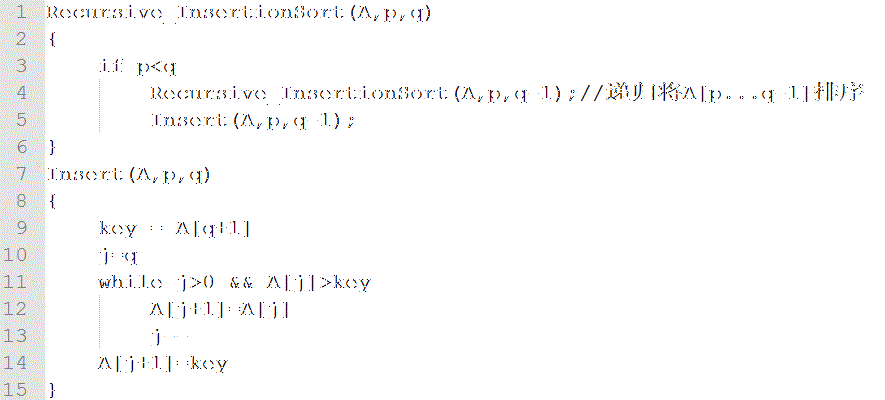 1 Recursive_InsertionSort(A,p,q)
2 {
3 if p<q
4 Recursive_InsertionSort(A,p,q-1);//递归将A[p...q-1]排序
5 Insert(A,p,q-1);
6 }
7 Insert(A,p,q)
8 {
9 key = A[q+1]
10 j=q
11 while j>0 && A[j]>key
12 A[j+1]=A[j]
13 j--
14 A[j+1]=key
15 }